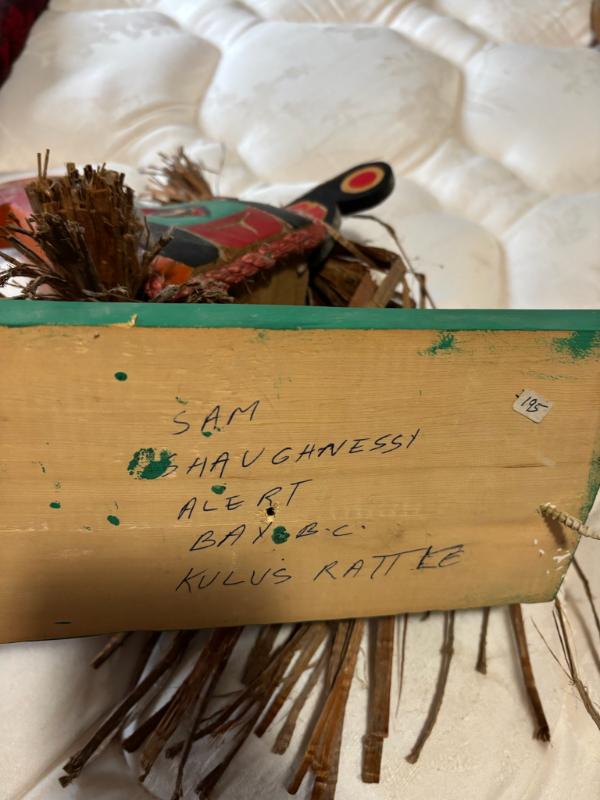 SAM
SHAUGHNESSY
ALERT
BAY B.C.
KULUS RATTLE
195